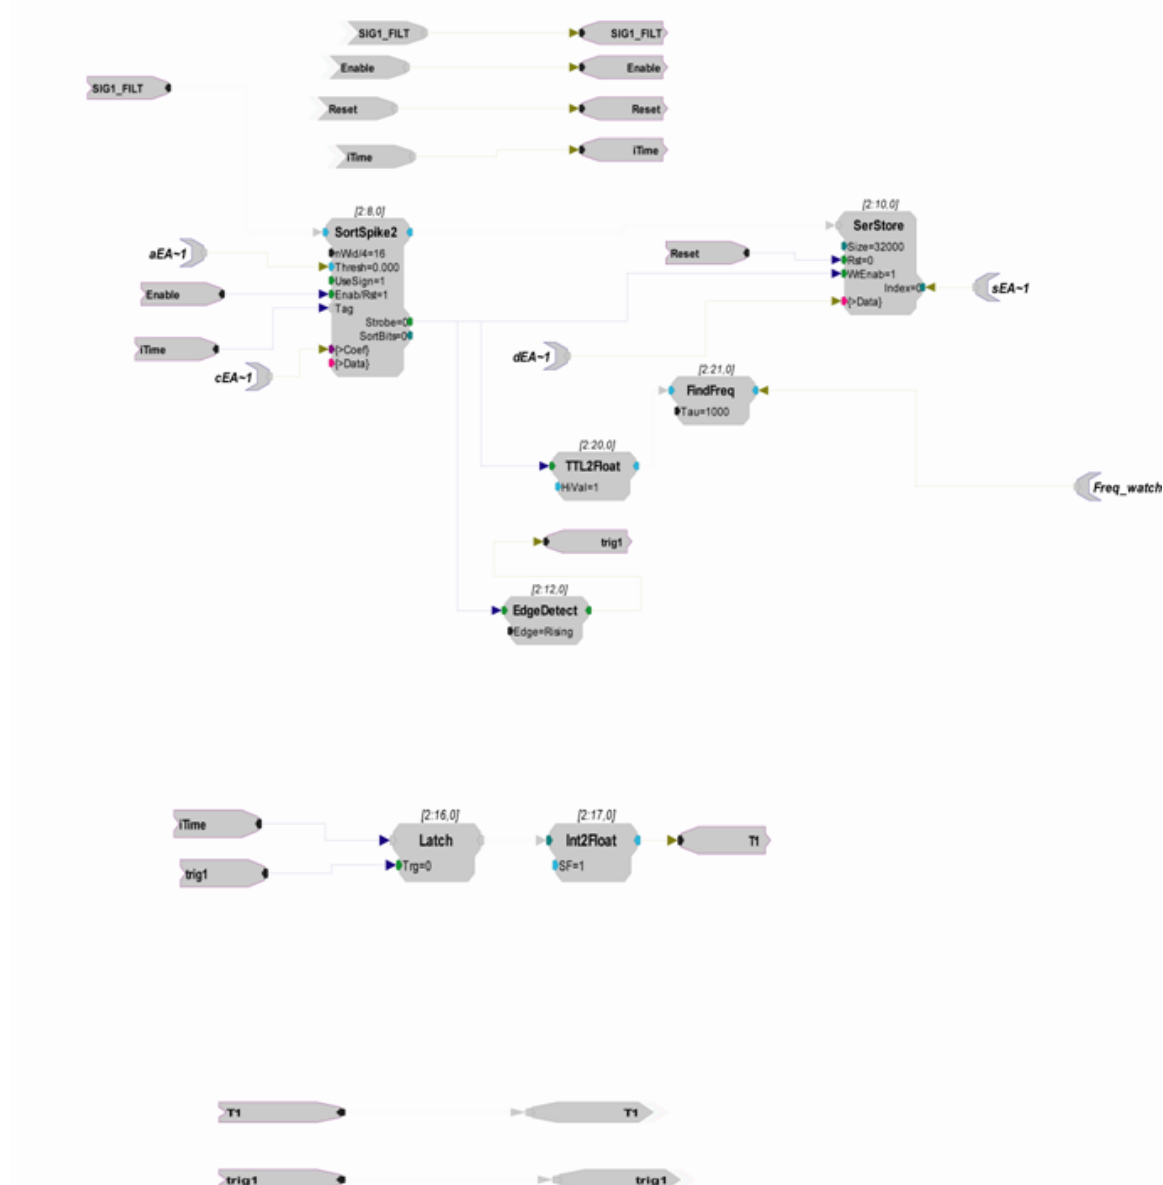 SIG1_FILT
SIG1_FILT
Enable
Enable
SIG1_FILT
Reset
Reset
iTime
iTime
[2:8,0]
SortSpike2
nWid/4=16
Thresh=0.000
UseSign=1
Enab/Rst=1
Tag
Strobe=0
SortBits=0
{>Coef}
{>Data}
aEA~1
Enable
iTime
cEA~1
[2:10,0]
SerStore
Size=32000
Rst=0
WrEnab=1
Index=0
{>Data}
Reset
sEA~1
dEA~1
[2:21,0]
FindFreq
Tau=1000
[2:20,0]
TTL2Float
HiVal=1
Freq_watch
trig1
[2:12,0]
EdgeDetect
Edge=Rising
iTime
trig1
[2:16,0]
Latch
Trg=0
[2:17,0]
Int2Float
SF=1
T1
T1
T1
trig1
trig1